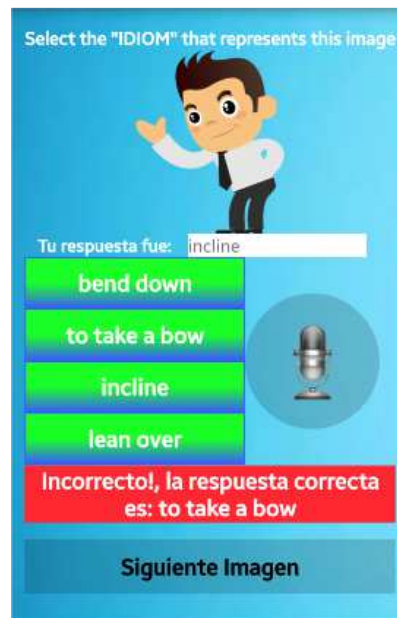 Select the "IDIOM" that represents this image
Tu respuesta fue: incline
bend down
to take a bow
incline
lean over
Incorrecto!, la respuesta correcta
es: to take a bow
Siguiente Imagen